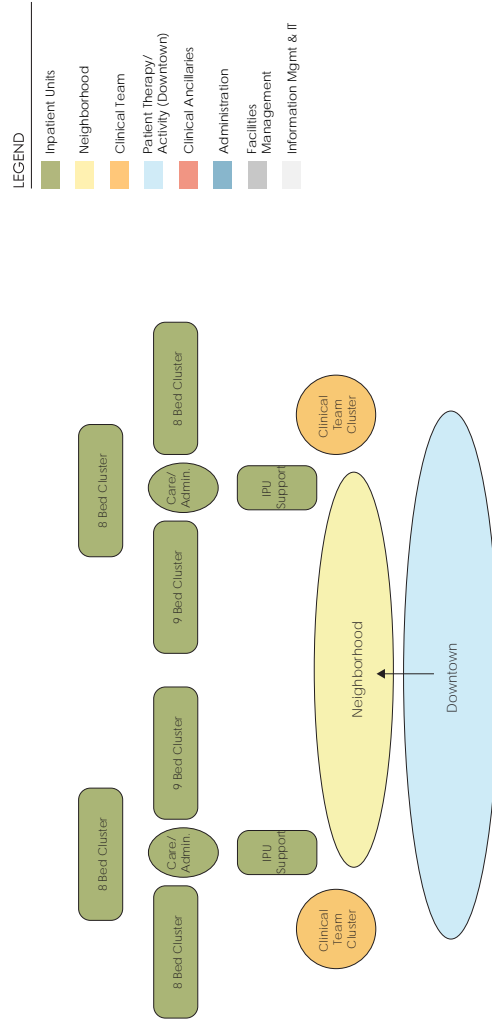 LEGEND
Inpatient Units
Neighborhood
Clinical Team
Patient Therapy/
Activity (Downtown)
Clinical Ancillaries
Administration
Facilities
Management
Information Mgmt & IT
8 Bed Cluster
8 Bed Cluster
8 Bed Cluster
Care/
Admin.
9 Bed Cluster
9 Bed Cluster
Care/
Admin.
8 Bed Cluster
IPU
Support
IPU
Support
Clinical
Team
Cluster
Neighborhood
Clinical
Team
Cluster
Downtown